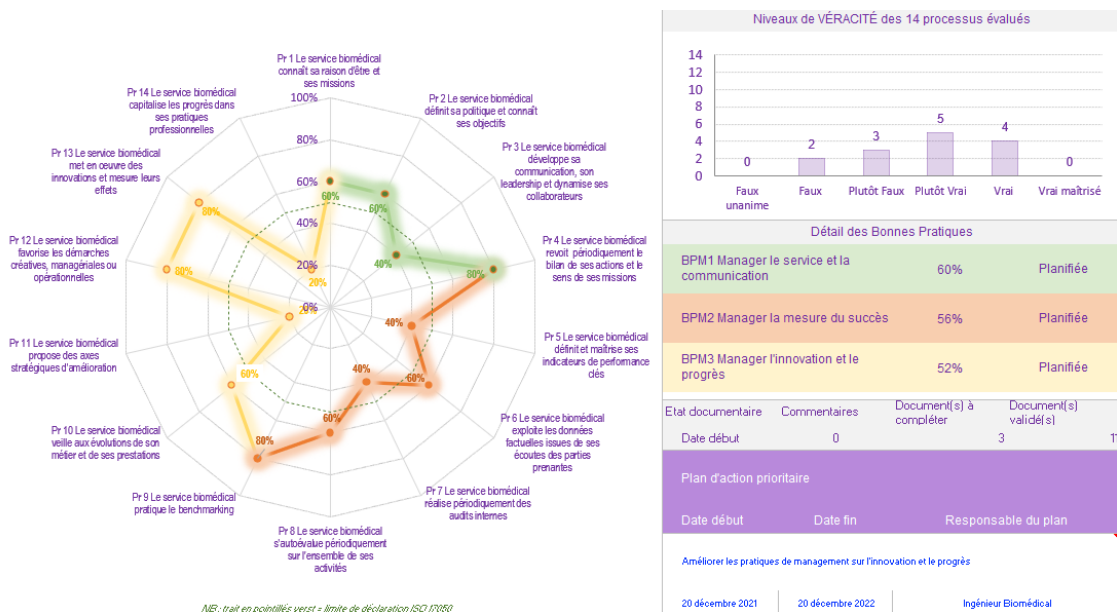 Pr 1 Le service biomédical
connaît sa raison d'être et
ses missions
100%
80%
60%
40%
20%
0%
Pr 2 Le service biomédical
définit sa politique et connaît
ses objectifs
Pr 3 Le service biomédical
développe sa
communication, son
leadership et dynamise ses
collaborateurs
Pr 4 Le service biomédical
revoit périodiquement le
bilan de ses actions et le
sens de ses missions
Pr 5 Le service biomédical
définit et maîtrise ses
indicateurs de performance
clés
Pr 6 Le service biomédical
exploite les données
factuelles issues de ses
écoutes des parties
prenantes
Pr 7 Le service biomédical
réalise périodiquement des
audits internes
Pr 8 Le service biomédical
s'autoévalue périodiquement
sur l'ensemble de ses
activités
Pr 9 Le service biomédical
pratique le benchmarking
Pr 10 Le service biomédical
veille aux évolutions de son
métier et de ses prestations
Pr 11 Le service biomédical
propose des axes
stratégiques d'amélioration
Pr 12 Le service biomédical
favorise les démarches
créatives, managériales ou
opérationnelles
Pr 13 Le service biomédical
met en œuvre des
innovations et mesure leurs
effets
Pr 14 Le service biomédical
capitalise les progrès dans
ses pratiques
professionnelles
60%
60%
40%
80%
40%
60%
40%
60%
80%
60%
20%
80%
80%
20%
NB : trait en pointillés verst = limite de déclaration ISO 17050
Niveaux de VÉRACITÉ des 14 processus évalués
14
12
10
8
6
4
2
0
0 2 3 5 4 0
Faux unanime Faux Plutôt Faux Plutôt Vrai Vrai Vrai maîtrisé
Détail des Bonnes Pratiques
BPM1 Manager le service et la
communication 60% Planifiée
BPM2 Manager la mesure du succès 56% Planifiée
BPM3 Manager l'innovation et le
progrès 52% Planifiée
Etat documentaire Commentaires Document(s) à compléter Document(s) validé(s)
Date début 0 3 11
Plan d'action prioritaire
Date début Date fin Responsable du plan
Améliorer les pratiques de management sur l'innovation et le progrès
20 décembre 2021 20 décembre 2022 Ingénieur Biomédical